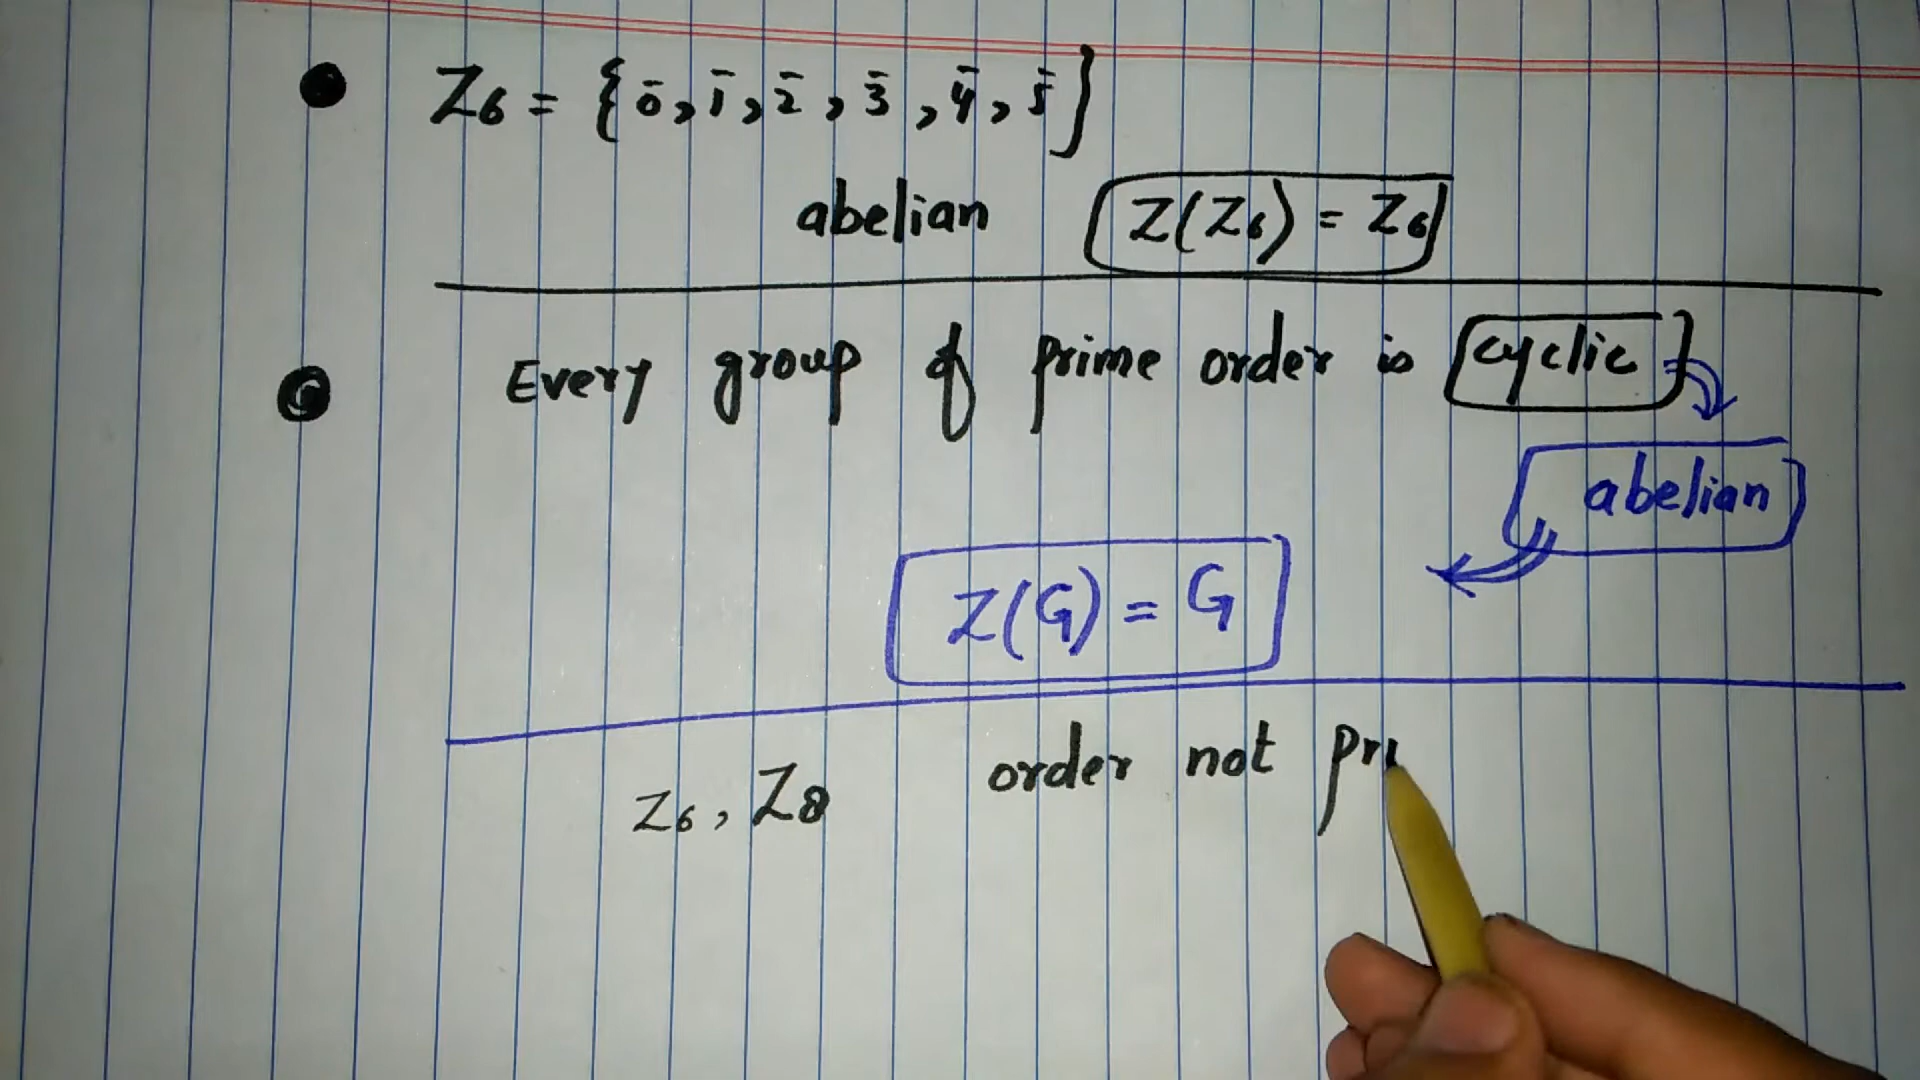 Z6 = { 0̄, 1̄, 2̄, 3̄, 4̄, 5̄ }
abelian Z(Z6) = Z6
Every group of prime order is cyclic
abelian
Z(G) = G
order not pri
Z6, Z8